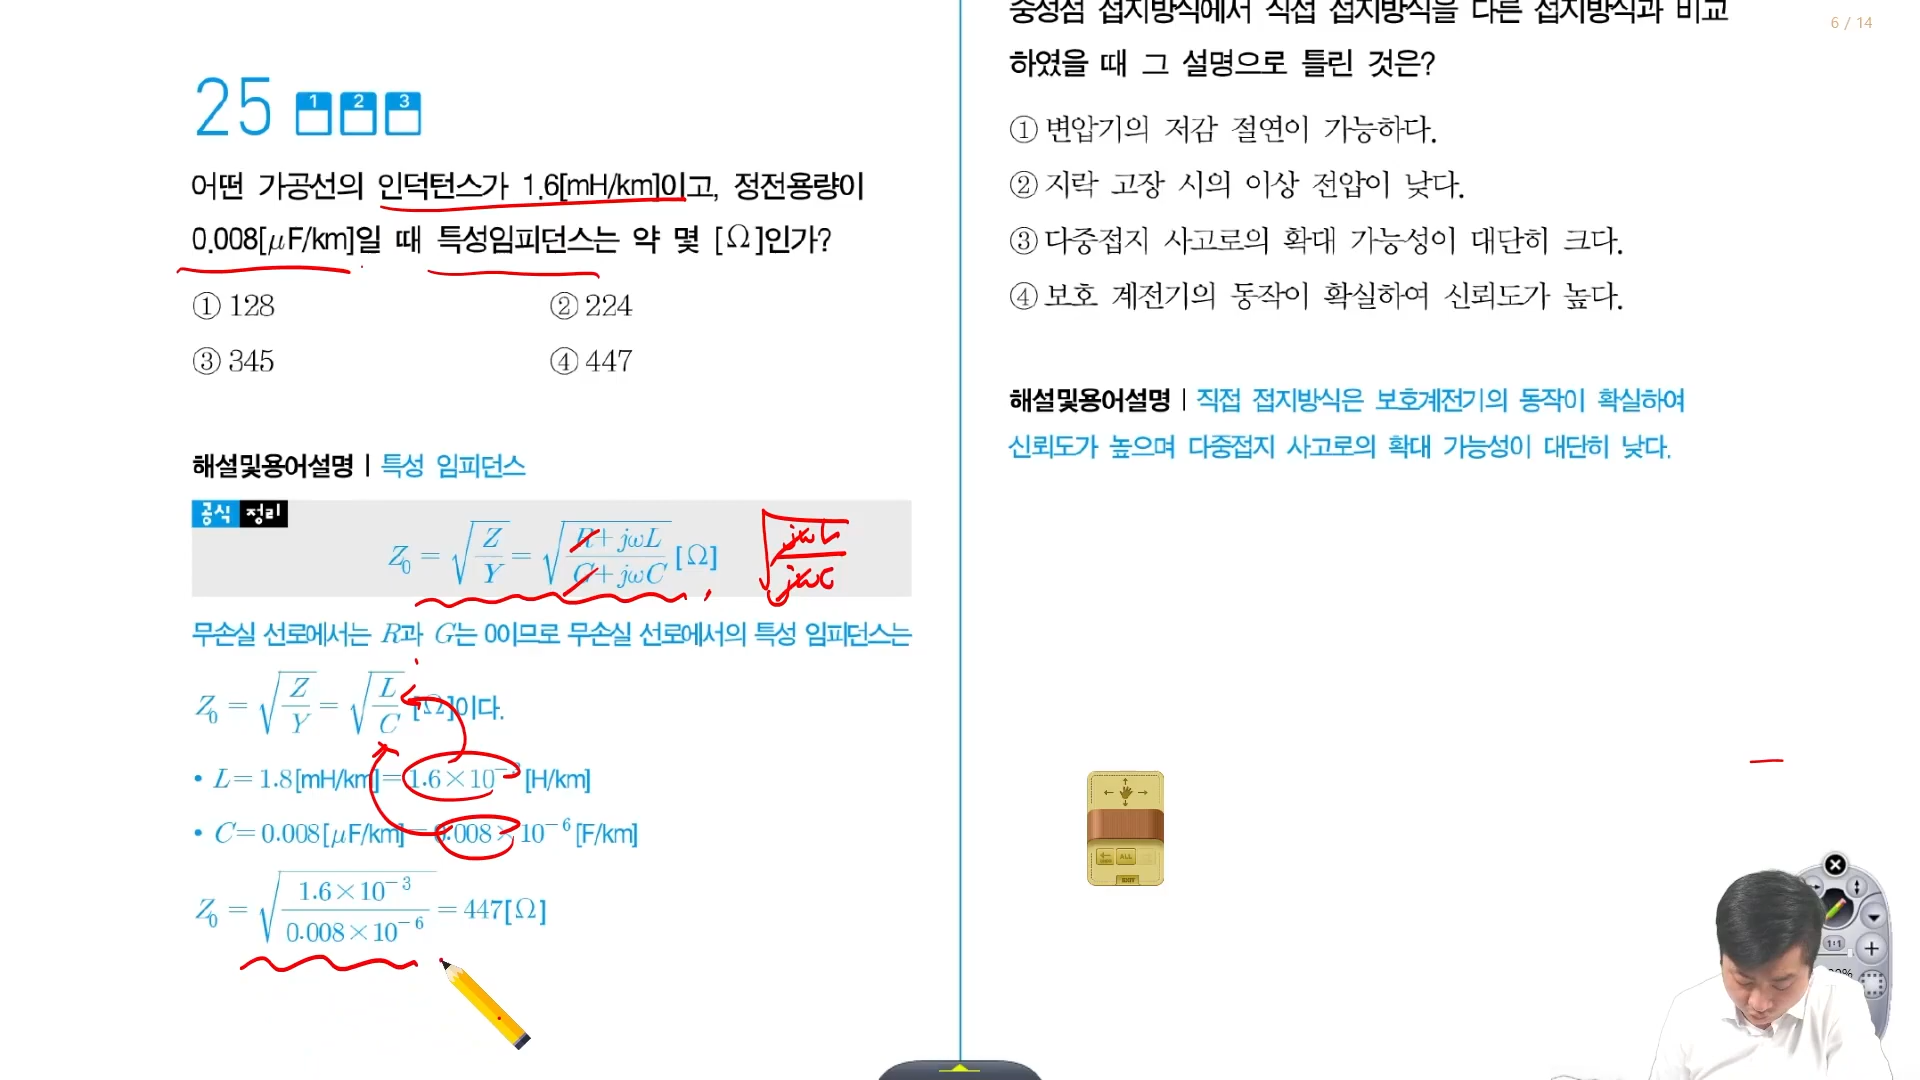 25 1 2 3
어떤 가공선의 인덕턴스가 1.6[mH/km]이고, 정전용량이
0.008[μF/km]일 때 특성임피던스는 약 몇 [Ω]인가?
① 128 ② 224
③ 345 ④ 447
해설및용어설명 | 특성 임피던스
공식 정리
Z₀ = √(Z/Y) = √((R+jωL)/(G+jωC)) [Ω]
√(jωL/jωC)
무손실 선로에서는 R과 G는 0이므로 무손실 선로에서의 특성 임피던스는
Z₀ = √(Z/Y) = √(L/C) [Ω]이다.
• L=1.8[mH/km]=1.6×10⁻ [H/km]
• C=0.008[μF/km]=0.008×10⁻⁶[F/km]
Z₀ = √((1.6×10⁻³)/(0.008×10⁻⁶)) = 447[Ω]
중성점 접지방식에서 직접 접지방식을 다른 접지방식과 비교
하였을 때 그 설명으로 틀린 것은?
① 변압기의 저감 절연이 가능하다.
② 지락 고장 시의 이상 전압이 낮다.
③ 다중접지 사고로의 확대 가능성이 대단히 크다.
④ 보호 계전기의 동작이 확실하여 신뢰도가 높다.
해설및용어설명 | 직접 접지방식은 보호계전기의 동작이 확실하여
신뢰도가 높으며 다중접지 사고로의 확대 가능성이 대단히 낮다.
6 / 14
ALL
EXIT
1:1